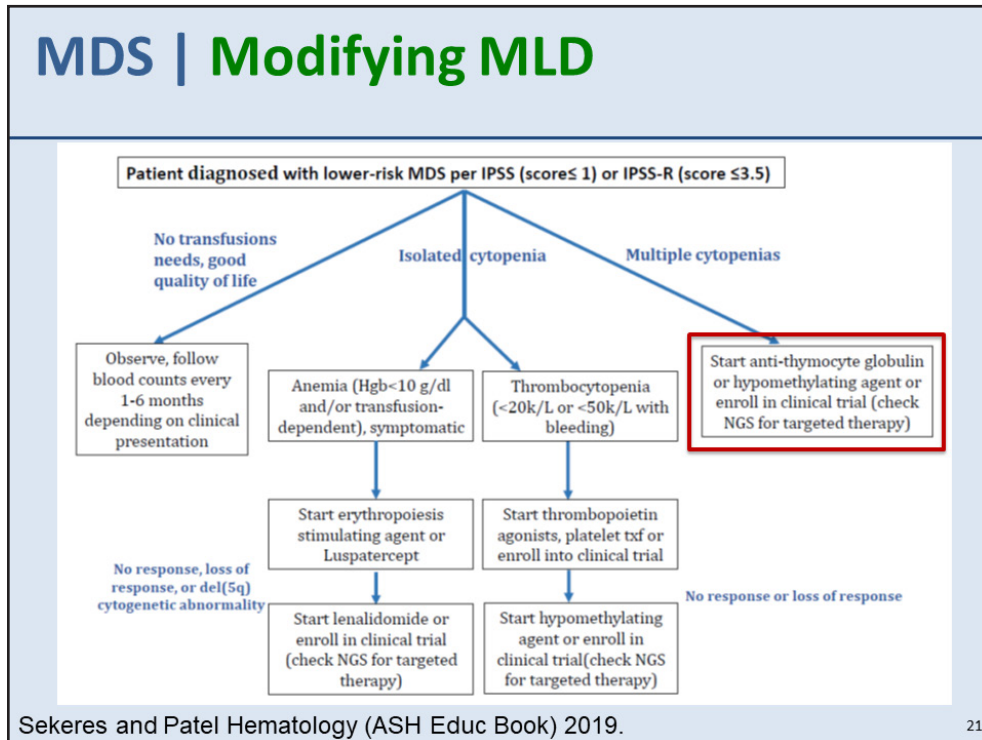 MDS | Modifying MLD
Patient diagnosed with lower-risk MDS per IPSS (score≤ 1) or IPSS-R (score ≤3.5)
No transfusions
needs, good
quality of life
Isolated cytopenia
Multiple cytopenias
Observe, follow
blood counts every
1-6 months
depending on clinical
presentation
Anemia (Hgb<10 g/dl
and/or transfusion-
dependent), symptomatic
Thrombocytopenia
(<20k/L or <50k/L with
bleeding)
Start anti-thymocyte globulin
or hypomethylating agent or
enroll in clinical trial (check
NGS for targeted therapy)
Start erythropoiesis
stimulating agent or
Luspatercept
Start thrombopoietin
agonists, platelet txf or
enroll into clinical trial
No response, loss of
response, or del(5q)
cytogenetic abnormality
No response or loss of response
Start lenalidomide or
enroll in clinical trial
(check NGS for targeted
therapy)
Start hypomethylating
agent or enroll in
clinical trial(check NGS
for targeted therapy)
Sekeres and Patel Hematology (ASH Educ Book) 2019.
21